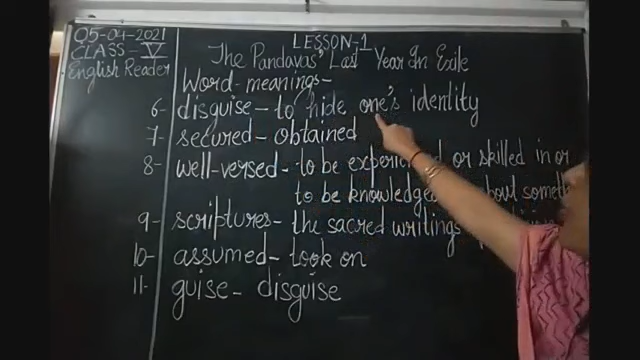 05-04-2021
CLASS-V
English Reader
LESSON-1
The Pandavas' Last Year In Exile
Word-meanings-
6- disguise - to hide one's identity
7- secured - obtained
8- well-versed - to be or skilled in or
to be
9- scriptures - the sacred writings
10- assumed - took on
11- guise - disguise